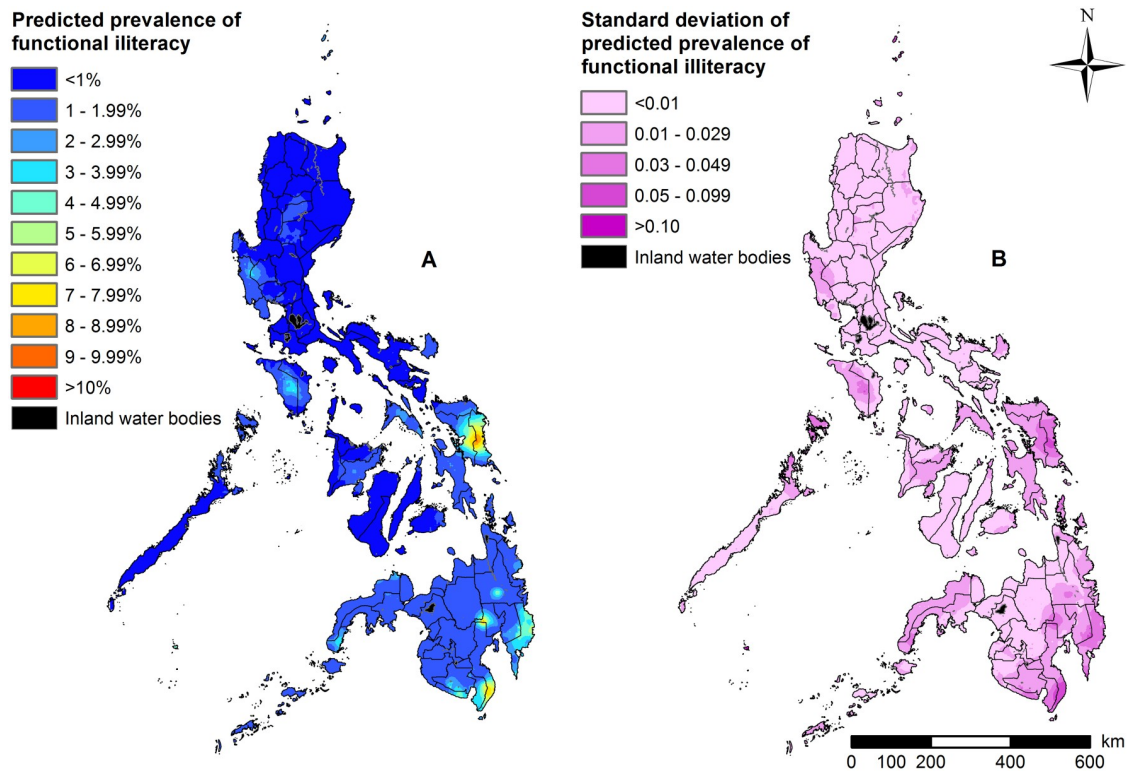 Predicted prevalence of
functional iliteracy
<1%
1 - 1.99%
2 - 2.99%
3 - 3.99%
4 - 4.99%
5 - 5.99%
6 - 6.99%
7 - 7.99%
8 - 8.99%
9 - 9.99%
>10%
Inland water bodies
A
Standard deviation of
predicted prevalence of
functional illiteracy
<0.01
0.01 - 0.029
0.03 - 0.049
0.05 - 0.099
>0.10
Inland water bodies
B
N
km
0 100 200 400 600